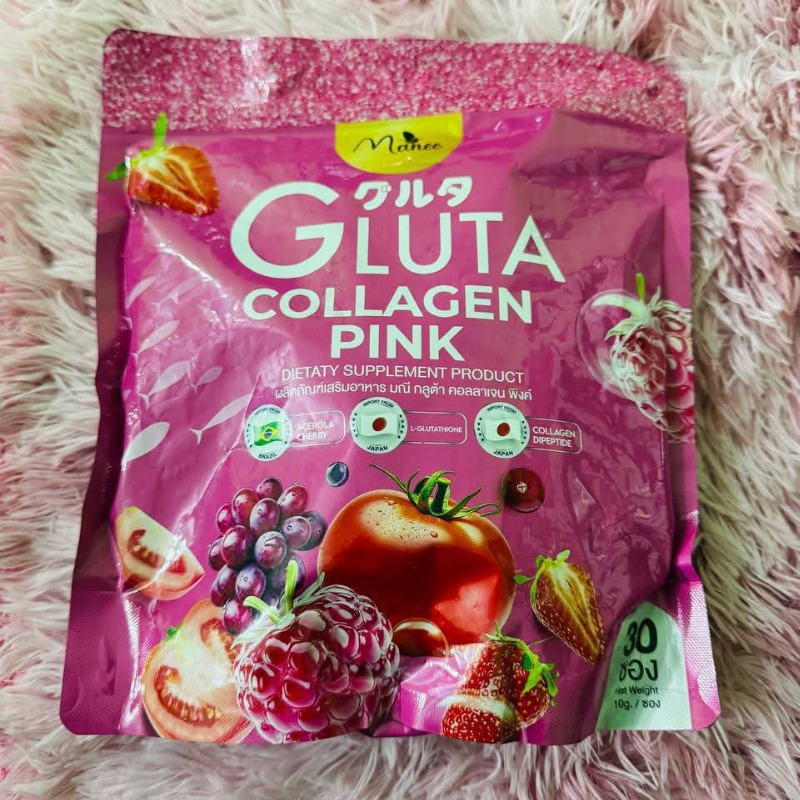 Manee
グルタ
GLUTA
COLLAGEN
PINK
DIETATY SUPPLEMENT PRODUCT
ผลิตภัณฑ์เสริมอาหาร มณี กลูต้า คอลลาเจน พิงค์
IMPORT FROM
BRAZIL
ACEROLA
CHERRY
IMPORT FROM
JAPAN
L-GLUTATHIONE
IMPORT FROM
JAPAN
COLLAGEN
DIPEPTIDE
30
ซอง
Net Weight
10g. / ซอง